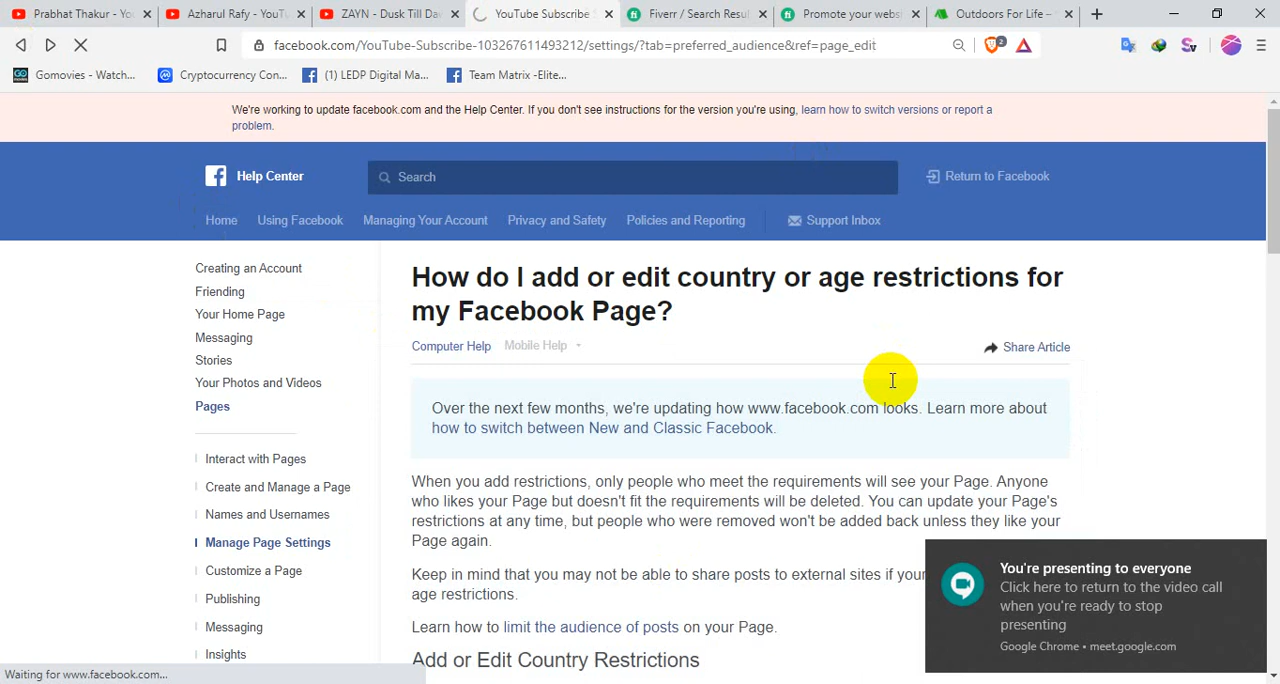 Prabhat Thakur - You
Azharul Rafy - YouT
ZAYN - Dusk Till Da
YouTube Subscribe
Fiverr / Search Resul
Promote your websi
Outdoors For Life –
facebook.com/YouTube-Subscribe-103267611493212/settings/?tab=preferred_audience&ref=page_edit
2
Gomovies - Watch...
Cryptocurrency Con...
(1) LEDP Digital Ma...
Team Matrix -Elite...
We're working to update facebook.com and the Help Center. If you don't see instructions for the version you're using, learn how to switch versions or report a
problem.
Help Center
Search
Return to Facebook
Home
Using Facebook
Managing Your Account
Privacy and Safety
Policies and Reporting
Support Inbox
Creating an Account
Friending
Your Home Page
Messaging
Stories
Your Photos and Videos
Pages
Interact with Pages
Create and Manage a Page
Names and Usernames
Manage Page Settings
Customize a Page
Publishing
Messaging
Insights
How do I add or edit country or age restrictions for
my Facebook Page?
Computer Help
Mobile Help
Share Article
Over the next few months, we're updating how www.facebook.com looks. Learn more about
how to switch between New and Classic Facebook.
When you add restrictions, only people who meet the requirements will see your Page. Anyone
who likes your Page but doesn't fit the requirements will be deleted. You can update your Page's
restrictions at any time, but people who were removed won't be added back unless they like your
Page again.
Keep in mind that you may not be able to share posts to external sites if your
age restrictions.
Learn how to limit the audience of posts on your Page.
Add or Edit Country Restrictions
You're presenting to everyone
Click here to return to the video call
when you're ready to stop
presenting
Google Chrome • meet.google.com
Waiting for www.facebook.com...